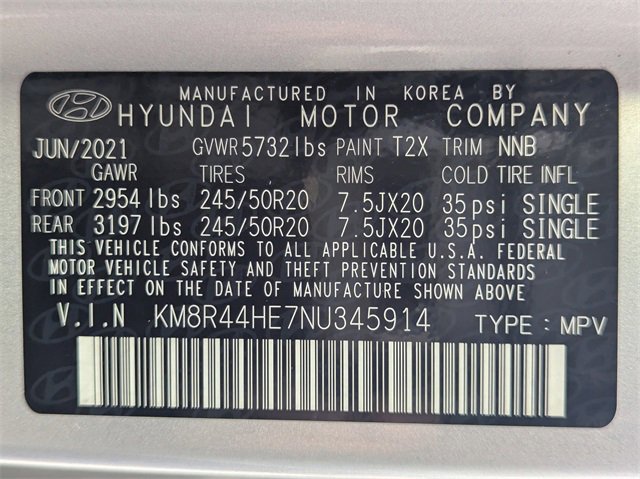 MANUFACTURED IN KOREA BY
HYUNDAI MOTOR COMPANY
JUN/2021 GVWR 5732 lbs PAINT T2X TRIM NNB
GAWR TIRES RIMS COLD TIRE INFL
FRONT 2954 lbs 245/50R20 7.5JX20 35psi SINGLE
REAR 3197 lbs 245/50R20 7.5JX20 35psi SINGLE
THIS VEHICLE CONFORMS TO ALL APPLICABLE U.S.A. FEDERAL
MOTOR VEHICLE SAFETY AND THEFT PREVENTION STANDARDS
IN EFFECT ON THE DATE OF MANUFACTURE SHOWN ABOVE
V.I.N KM8R44HE7NU345914 TYPE : MPV